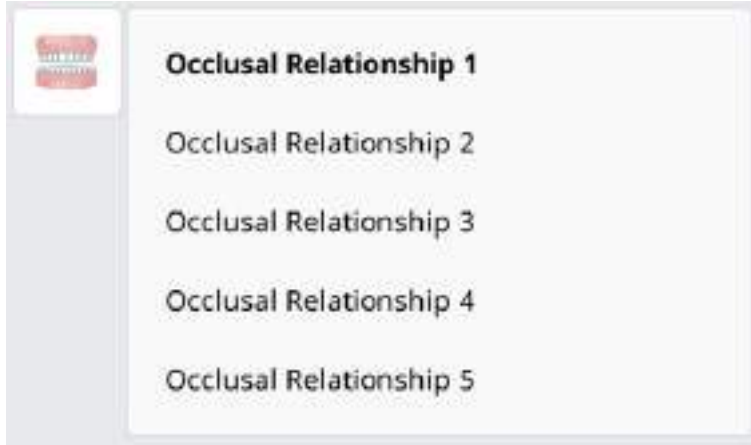 Occlusal Relationship 1
Occlusal Relationship 2
Occlusal Relationship 3
Occlusal Relationship 4
Occlusal Relationship 5